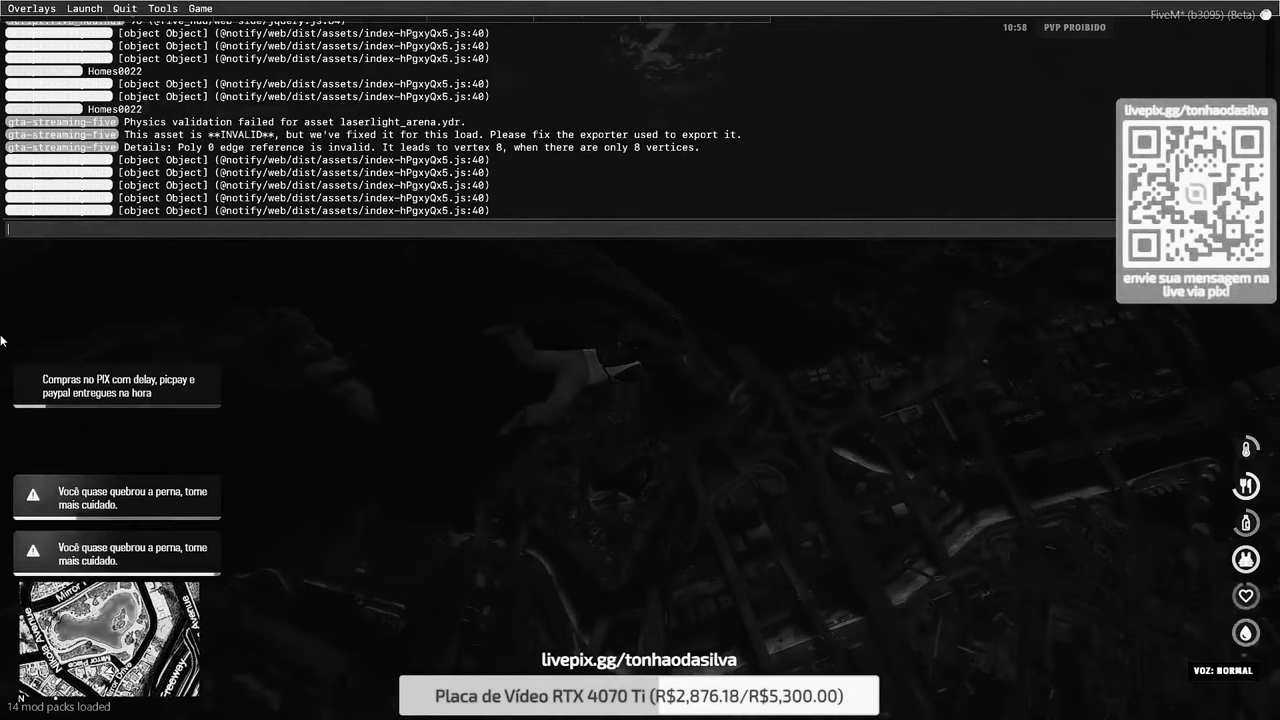 Overlays Launch Quit Tools Game
FiveM* (b3095) (Beta)
10:58 PVP PROIBIDO
[object Object] (@notify/web/dist/assets/index-hPgxyQx5.js:40)
[object Object] (@notify/web/dist/assets/index-hPgxyQx5.js:40)
[object Object] (@notify/web/dist/assets/index-hPgxyQx5.js:40)
Homes0022
[object Object] (@notify/web/dist/assets/index-hPgxyQx5.js:40)
[object Object] (@notify/web/dist/assets/index-hPgxyQx5.js:40)
Homes0022
gta-streaming-five Physics validation failed for asset laserlight_arena.ydr.
gta-streaming-five This asset is **INVALID**, but we've fixed it for this load. Please fix the exporter used to export it.
gta-streaming-five Details: Poly 0 edge reference is invalid. It leads to vertex 8, when there are only 8 vertices.
[object Object] (@notify/web/dist/assets/index-hPgxyQx5.js:40)
[object Object] (@notify/web/dist/assets/index-hPgxyQx5.js:40)
[object Object] (@notify/web/dist/assets/index-hPgxyQx5.js:40)
[object Object] (@notify/web/dist/assets/index-hPgxyQx5.js:40)
[object Object] (@notify/web/dist/assets/index-hPgxyQx5.js:40)
livepix.gg/tonhaodasilva
envie sua mensagem na
live via pix!
Compras no PIX com delay, picpay e
paypal entregues na hora
Você quase quebrou a perna, tome
mais cuidado.
Você quase quebrou a perna, tome
mais cuidado.
Mirror
Nikola Avenue
Mirror Place
Avenue
Freeway
14 mod packs loaded
livepix.gg/tonhaodasilva
Placa de Vídeo RTX 4070 Ti (R$2,876.18/R$5,300.00)
VOZ: NORMAL